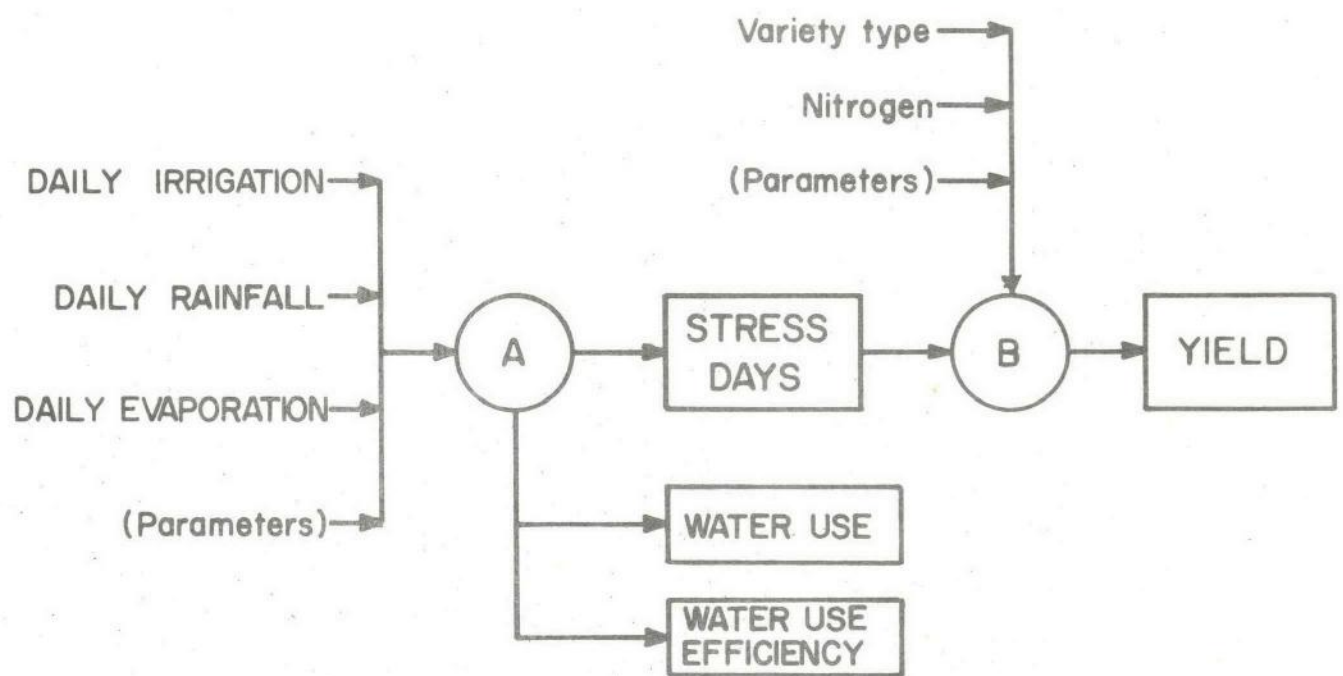 Variety type
Nitrogen
(Parameters)
DAILY IRRIGATION
DAILY RAINFALL
DAILY EVAPORATION
(Parameters)
A
STRESS
DAYS
B
YIELD
WATER USE
WATER USE
EFFICIENCY